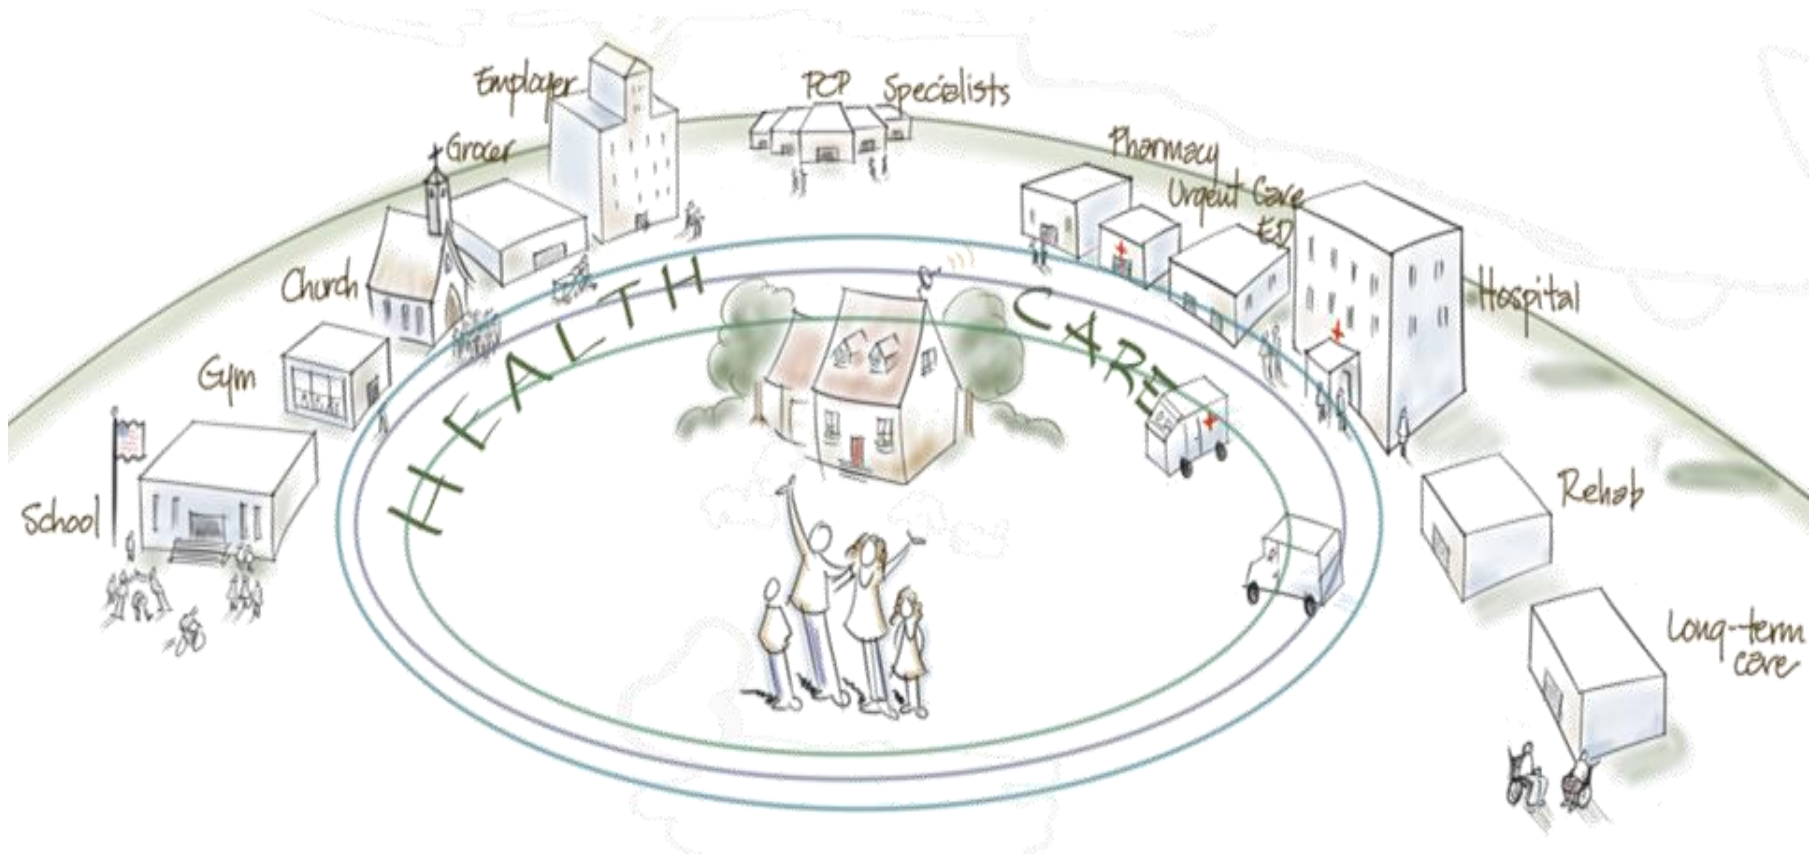 Employer
PCP Specialists
Grocer
Pharmacy
Urgent Care
ED
Church
Hospital
HEALTH CARE
Gym
School
Rehab
Long-term
care